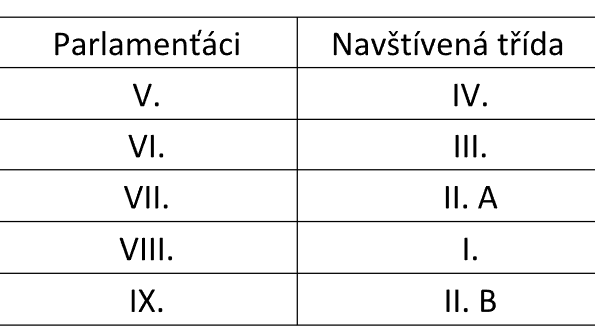 Parlamenťáci Navštívená třída
V. IV.
VI. III.
VII. II. A
VIII. I.
IX. II. B